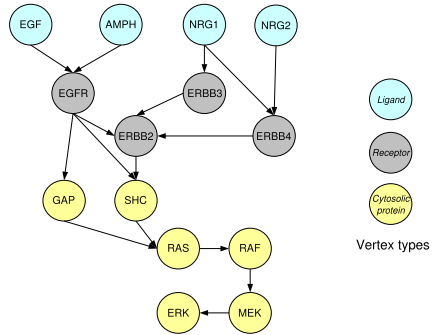 EGF
AMPH
NRG1
NRG2
EGFR
ERBB3
ERBB2
ERBB4
Ligand
Receptor
Cytosolic
protein
Vertex types
GAP
SHC
RAS
RAF
ERK
MEK